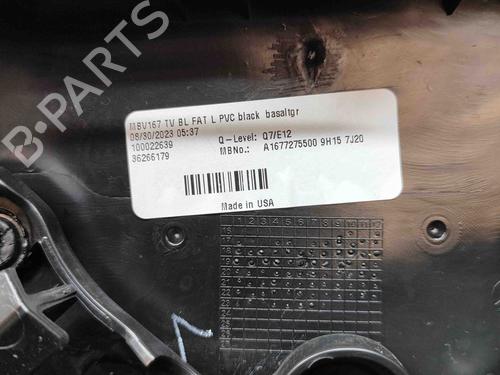 MBV167 TV BL FAT L PVC black basaltgr
08/30/2023 05:37
100022639 Q-Level: Q7/E12
36266179 MBNo.: A1677275500 9H15 7J20
Made in USA
B-PARTS